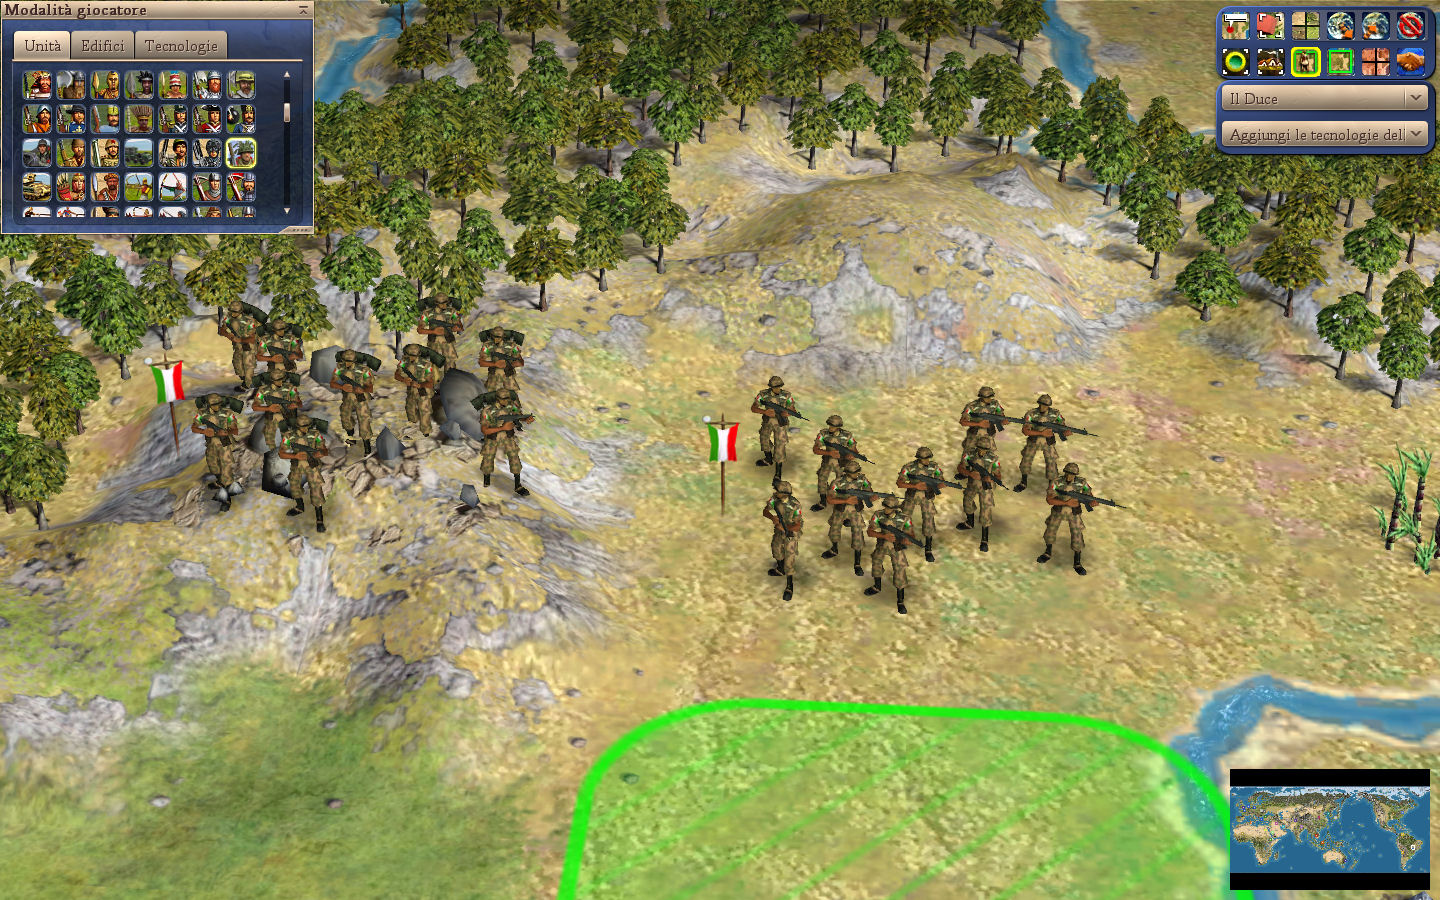 Modalità giocatore
Unità
Edifici
Tecnologie
Il Duce
Aggiungi le tecnologie dell